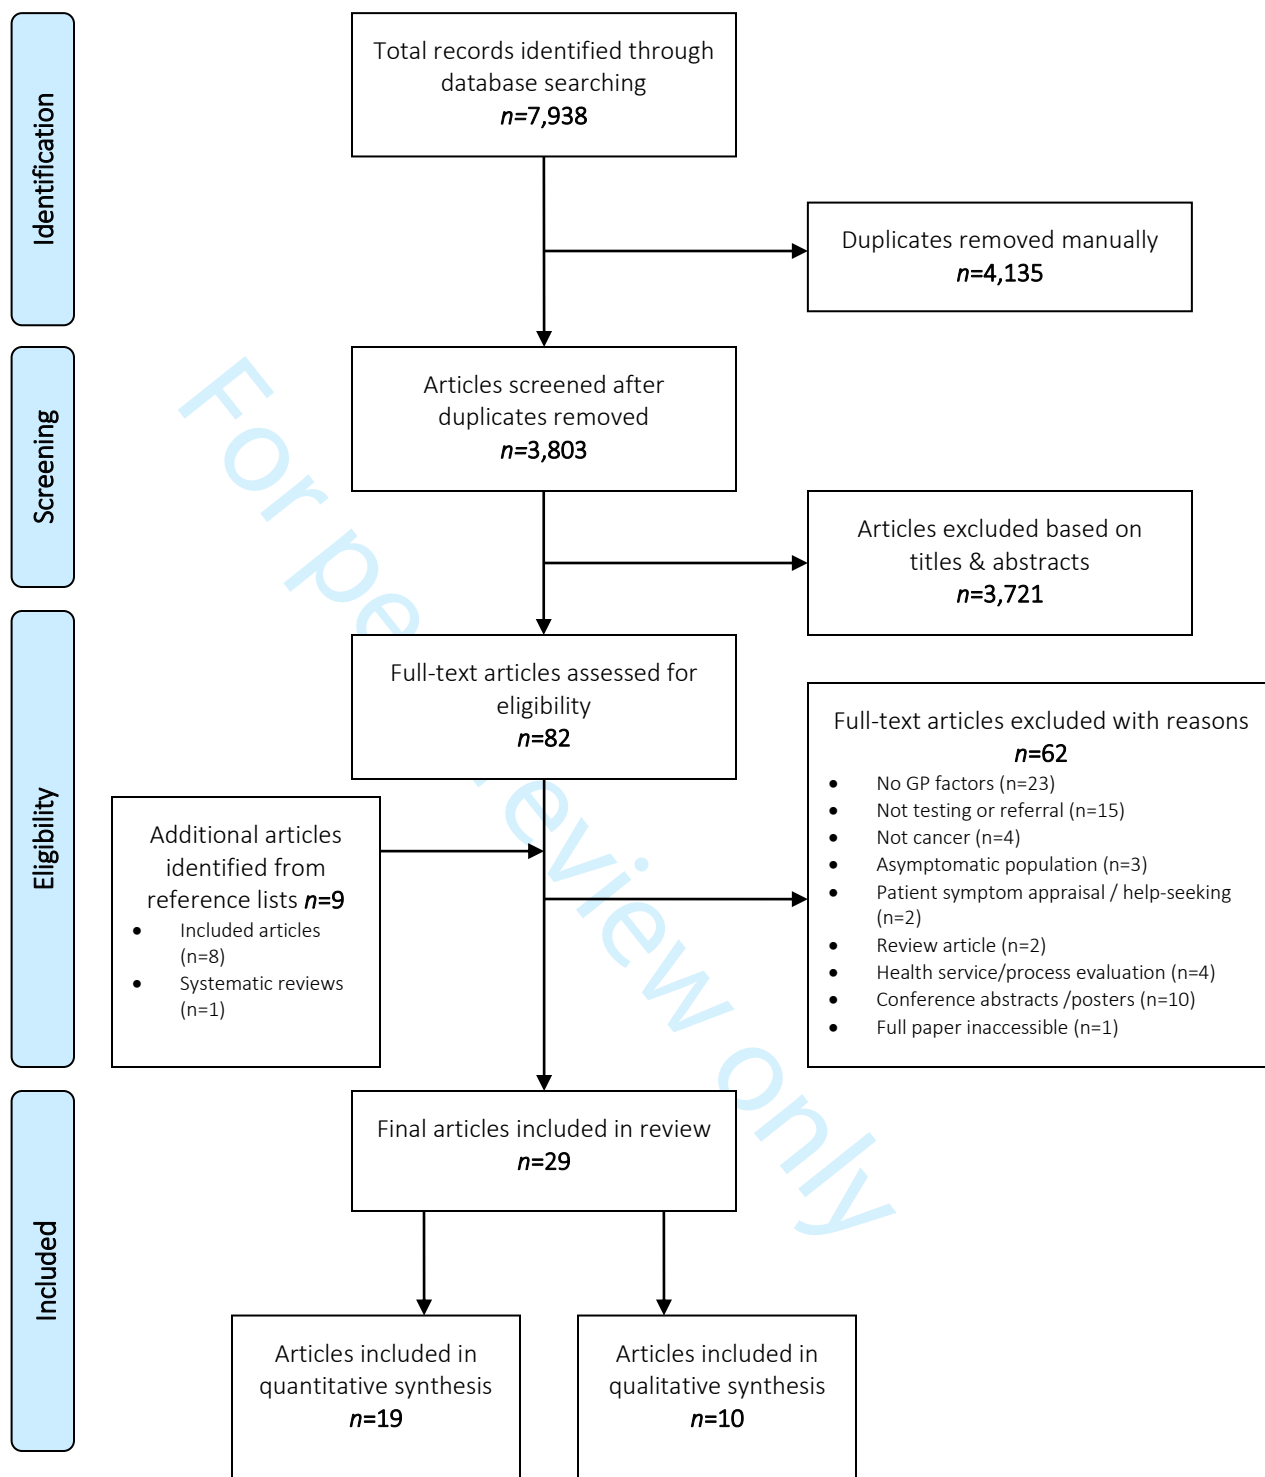 Identification
Total records identified through
database searching
n=7,938
Duplicates removed manually
n=4,135
Screening
Articles screened after
duplicates removed
n=3,803
Articles excluded based on
titles & abstracts
n=3,721
Eligibility
Full-text articles assessed for
eligibility
n=82
Full-text articles excluded with reasons
n=62
• No GP factors (n=23)
• Not testing or referral (n=15)
• Not cancer (n=4)
• Asymptomatic population (n=3)
• Patient symptom appraisal / help-seeking
(n=2)
• Review article (n=2)
• Health service/process evaluation (n=4)
• Conference abstracts /posters (n=10)
• Full paper inaccessible (n=1)
Additional articles
identified from
reference lists n=9
• Included articles
(n=8)
• Systematic reviews
(n=1)
Included
Final articles included in review
n=29
Articles included in
quantitative synthesis
n=19
Articles included in
qualitative synthesis
n=10
For peer review only